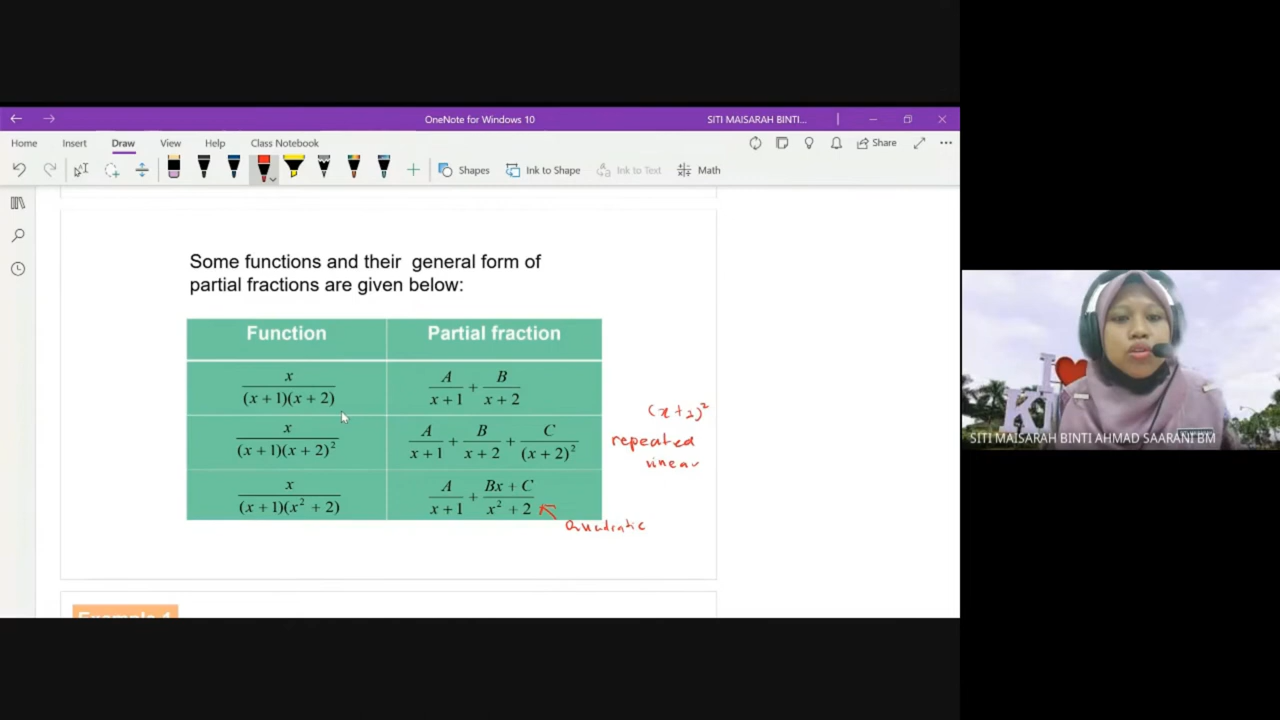 OneNote for Windows 10
SITI MAISARAH BINTI...
Home Insert Draw View Help Class Notebook
Share
Shapes Ink to Shape Ink to Text Math
Some functions and their general form of
partial fractions are given below:
Function Partial fraction
x/((x+1)(x+2)) A/(x+1) + B/(x+2)
(x+2)²
x/((x+1)(x+2)²) A/(x+1) + B/(x+2) + C/(x+2)²
repeated
linear
x/((x+1)(x²+2)) A/(x+1) + (Bx+C)/(x²+2)
Quadratic
Example 1
I
KI
SITI MAISARAH BINTI ahmad SAARANI BM